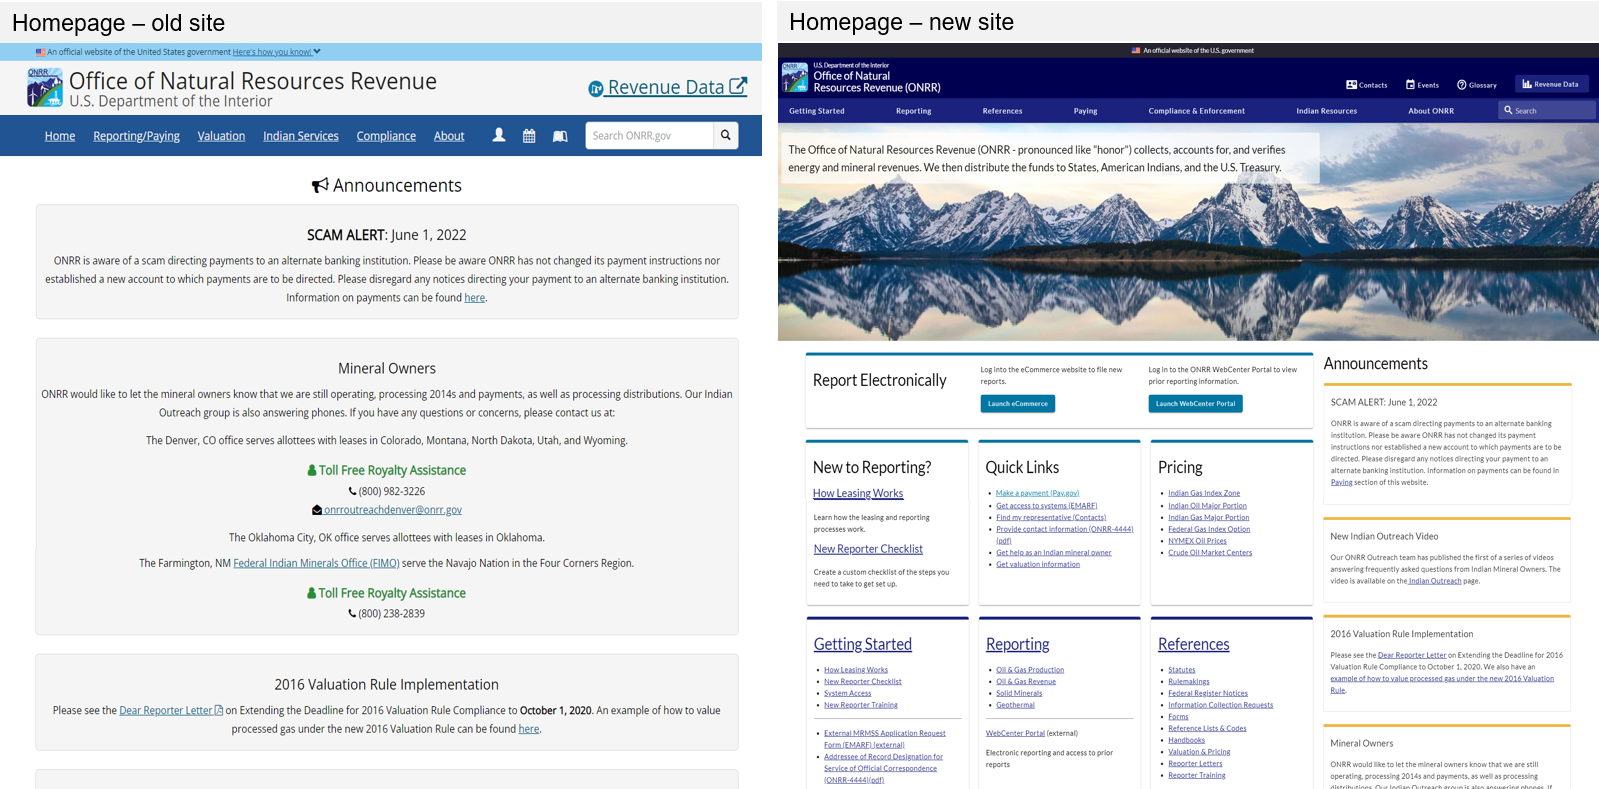 Homepage – old site
An official website of the United States government Here's how you know!
ONRR
Office of Natural Resources Revenue
U.S. Department of the Interior
Revenue Data
Home Reporting/Paying Valuation Indian Services Compliance About
Search ONRR.gov
Announcements
SCAM ALERT: June 1, 2022
ONRR is aware of a scam directing payments to an alternate banking institution. Please be aware ONRR has not changed its payment instructions nor
established a new account to which payments are to be directed. Please disregard any notices directing your payment to an alternate banking institution.
Information on payments can be found here.
Mineral Owners
ONRR would like to let the mineral owners know that we are still operating, processing 2014s and payments, as well as processing distributions. Our Indian
Outreach group is also answering phones. If you have any questions or concerns, please contact us at:
The Denver, CO office serves allottees with leases in Colorado, Montana, North Dakota, Utah, and Wyoming.
Toll Free Royalty Assistance
(800) 982-3226
onrroutreachdenver@onrr.gov
The Oklahoma City, OK office serves allottees with leases in Oklahoma.
The Farmington, NM Federal Indian Minerals Office (FIMO) serve the Navajo Nation in the Four Corners Region.
Toll Free Royalty Assistance
(800) 238-2839
2016 Valuation Rule Implementation
Please see the Dear Reporter Letter on Extending the Deadline for 2016 Valuation Rule Compliance to October 1, 2020. An example of how to value
processed gas under the new 2016 Valuation Rule can be found here.
Homepage – new site
An official website of the U.S. government
ONRR
U.S. Department of the Interior
Office of Natural
Resources Revenue (ONRR)
Contacts Events Glossary Revenue Data
Getting Started Reporting References Paying Compliance & Enforcement Indian Resources About ONRR Search
The Office of Natural Resources Revenue (ONRR - pronounced like "honor") collects, accounts for, and verifies
energy and mineral revenues. We then distribute the funds to States, American Indians, and the U.S. Treasury.
Report Electronically
Log into the eCommerce website to file new
reports.
Launch eCommerce
Log in to the ONRR WebCenter Portal to view
prior reporting information.
Launch WebCenter Portal
New to Reporting?
How Leasing Works
Learn how the leasing and reporting
processes work.
New Reporter Checklist
Create a custom checklist of the steps you
need to take to get set up.
Quick Links
Make a payment (Pay.gov)
Get access to systems (EMARF)
Find my representative (Contacts)
Provide contact information (ONRR-4444)
(pdf)
Get help as an Indian mineral owner
Get valuation information
Pricing
Indian Gas Index Zone
Indian Oil Major Portion
Indian Gas Major Portion
Federal Gas Index Option
NYMEX Oil Prices
Crude Oil Market Centers
Getting Started
How Leasing Works
New Reporter Checklist
System Access
New Reporter Training
External MRMSS Application Request
Form (EMARF) (external)
Addressee of Record Designation for
Service of Official Correspondence
(ONRR-4444)(pdf)
Reporting
Oil & Gas Production
Oil & Gas Revenue
Solid Minerals
Geothermal
WebCenter Portal (external)
Electronic reporting and access to prior
reports
References
Statutes
Rulemakings
Federal Register Notices
Information Collection Requests
Forms
Reference Lists & Codes
Handbooks
Valuation & Pricing
Reporter Letters
Reporter Training
Announcements
SCAM ALERT: June 1, 2022
ONRR is aware of a scam directing payments to an alternate banking
institution. Please be aware ONRR has not changed its payment
instructions nor established a new account to which payments are to be
directed. Please disregard any notices directing your payment to an
alternate banking institution. Information on payments can be found in
Paying section of this website.
New Indian Outreach Video
Our ONRR Outreach team has published the first of a series of videos
answering frequently asked questions from Indian Mineral Owners. The
video is available on the Indian Outreach page.
2016 Valuation Rule Implementation
Please see the Dear Reporter Letter on Extending the Deadline for 2016
Valuation Rule Compliance to October 1, 2020. We also have an
example of how to value processed gas under the new 2016 Valuation
Rule.
Mineral Owners
ONRR would like to let the mineral owners know that we are still
operating, processing 2014s and payments, as well as processing
distributions. Our Indian Outreach group is also answering phones. If